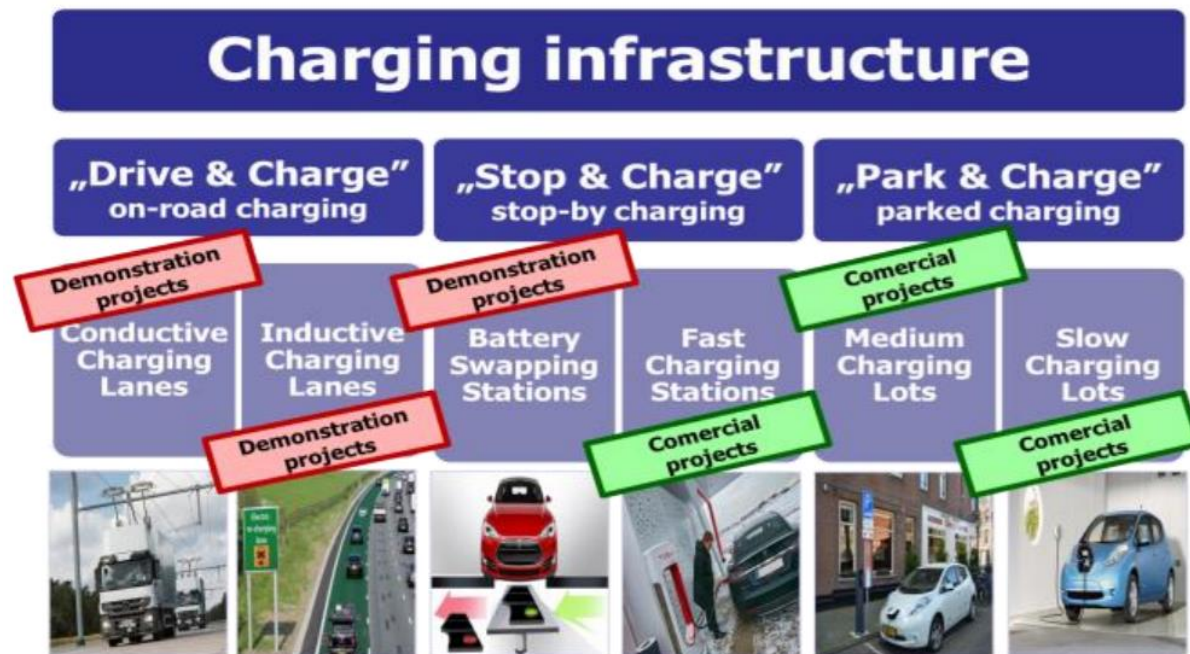 Charging infrastructure
„Drive & Charge”
on-road charging
„Stop & Charge”
stop-by charging
„Park & Charge”
parked charging
Demonstration
projects
Conductive
Charging
Lanes
Inductive
Charging
Lanes
Demonstration
projects
Demonstration
projects
Battery
Swapping
Stations
Fast
Charging
Stations
Comercial
projects
Comercial
projects
Medium
Charging
Lots
Slow
Charging
Lots
Comercial
projects